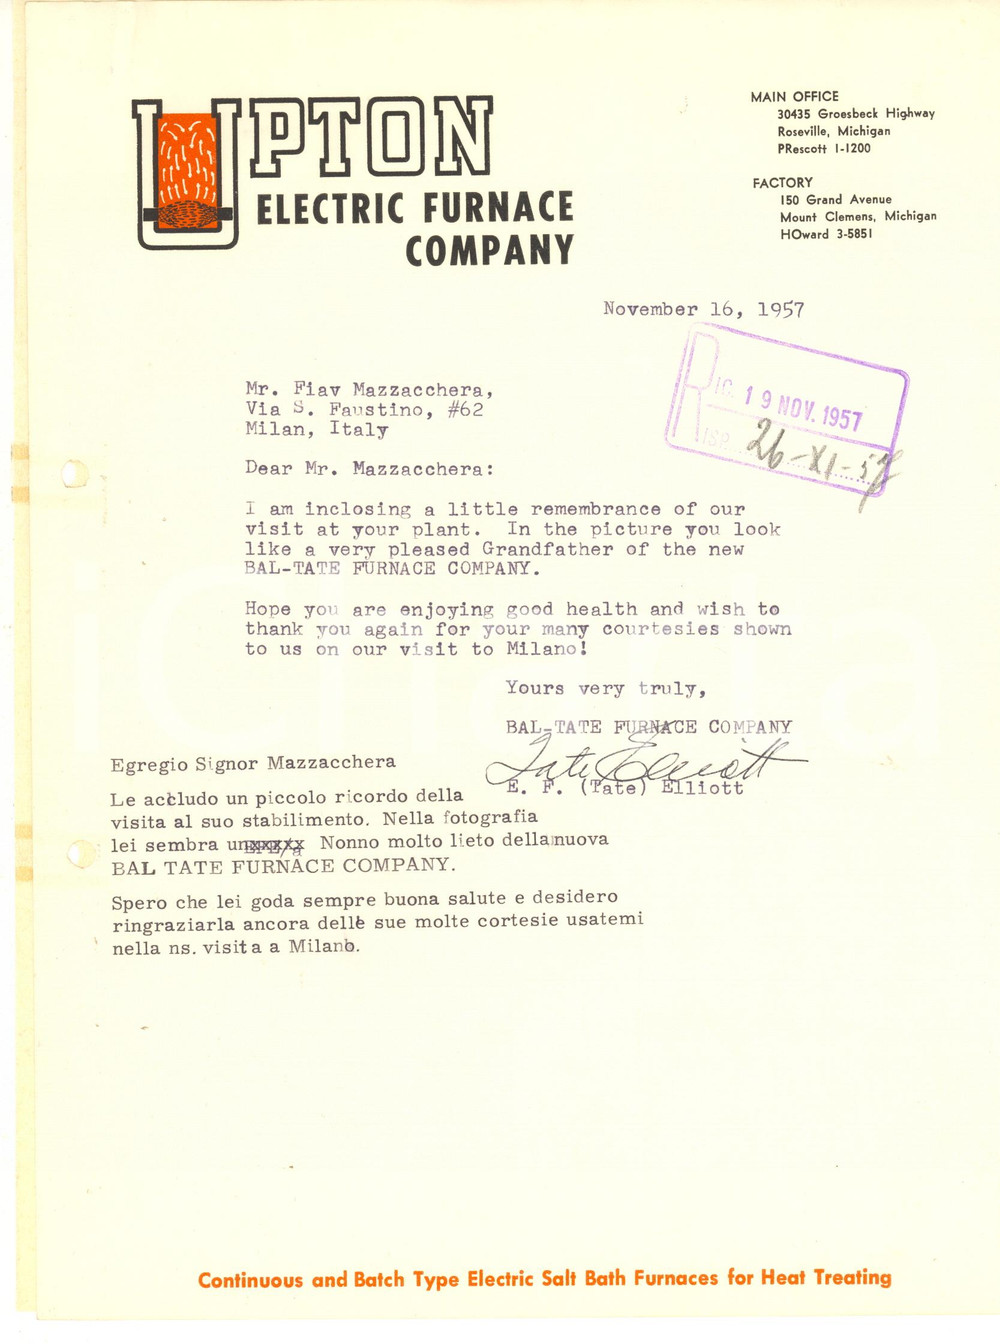 UPTON
ELECTRIC FURNACE
COMPANY
MAIN OFFICE
30435 Groesbeck Highway
Roseville, Michigan
PRescott 1-1200
FACTORY
150 Grand Avenue
Mount Clemens, Michigan
HOward 3-5851
November 16, 1957
RIC. 19 NOV. 1957
RISP. 26-XI-57
Mr. Fiav Mazzacchera,
Via S. Faustino, #62
Milan, Italy
Dear Mr. Mazzacchera:
I am inclosing a little remembrance of our
visit at your plant. In the picture you look
like a very pleased Grandfather of the new
BAL-TATE FURNACE COMPANY.
Hope you are enjoying good health and wish to
thank you again for your many courtesies shown
to us on our visit to Milano!
Yours very truly,
BAL-TATE FURNACE COMPANY
Tate Elliott
E. F. (Tate) Elliott
Egregio Signor Mazzacchera
Le accludo un piccolo ricordo della
visita al suo stabilimento. Nella fotografia
lei sembra un Nonno molto lieto della nuova
BAL TATE FURNACE COMPANY.
Spero che lei goda sempre buona salute e desidero
ringraziarla ancora delle sue molte cortesie usatemi
nella ns. visita a Milano.
Continuous and Batch Type Electric Salt Bath Furnaces for Heat Treating